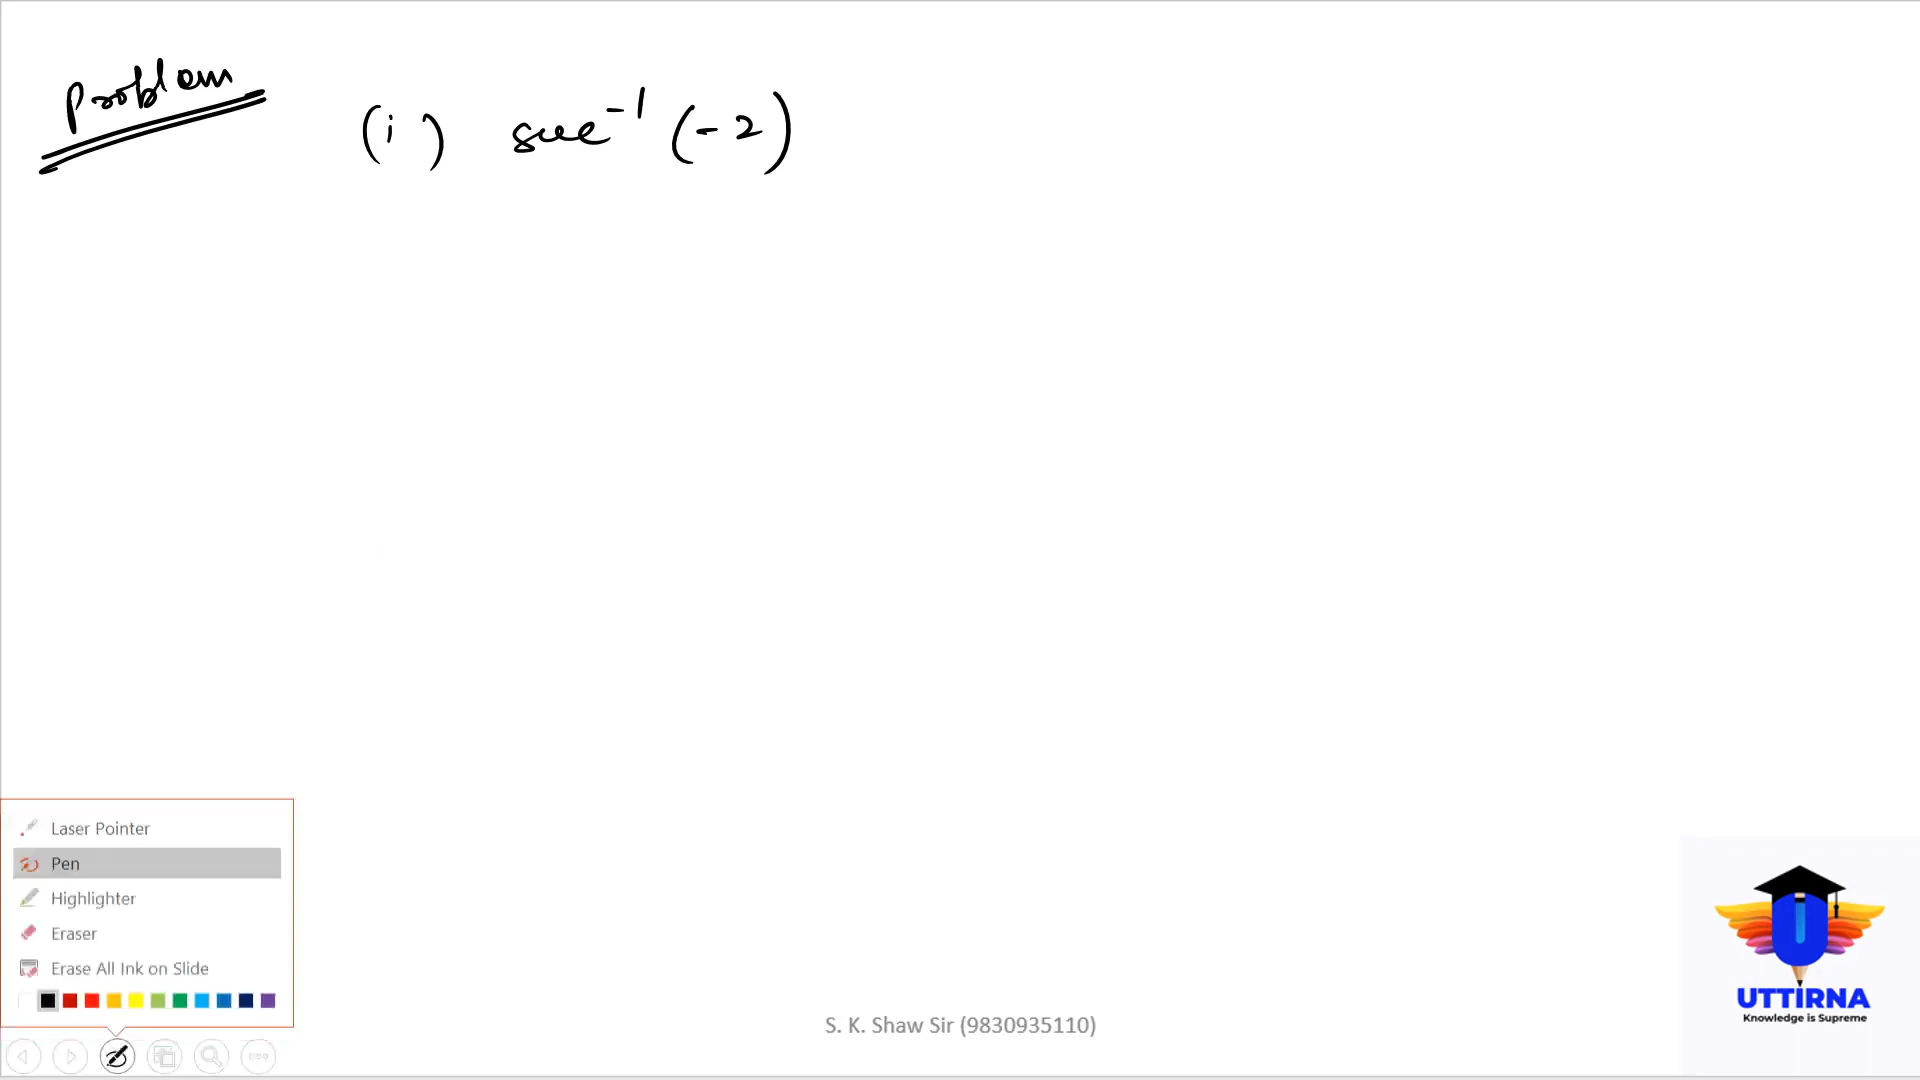 Problem
(i) sec⁻¹ (-2)
Laser Pointer
Pen
Highlighter
Eraser
Erase All Ink on Slide
S. K. Shaw Sir (9830935110)
UTTIRNA
Knowledge is Supreme